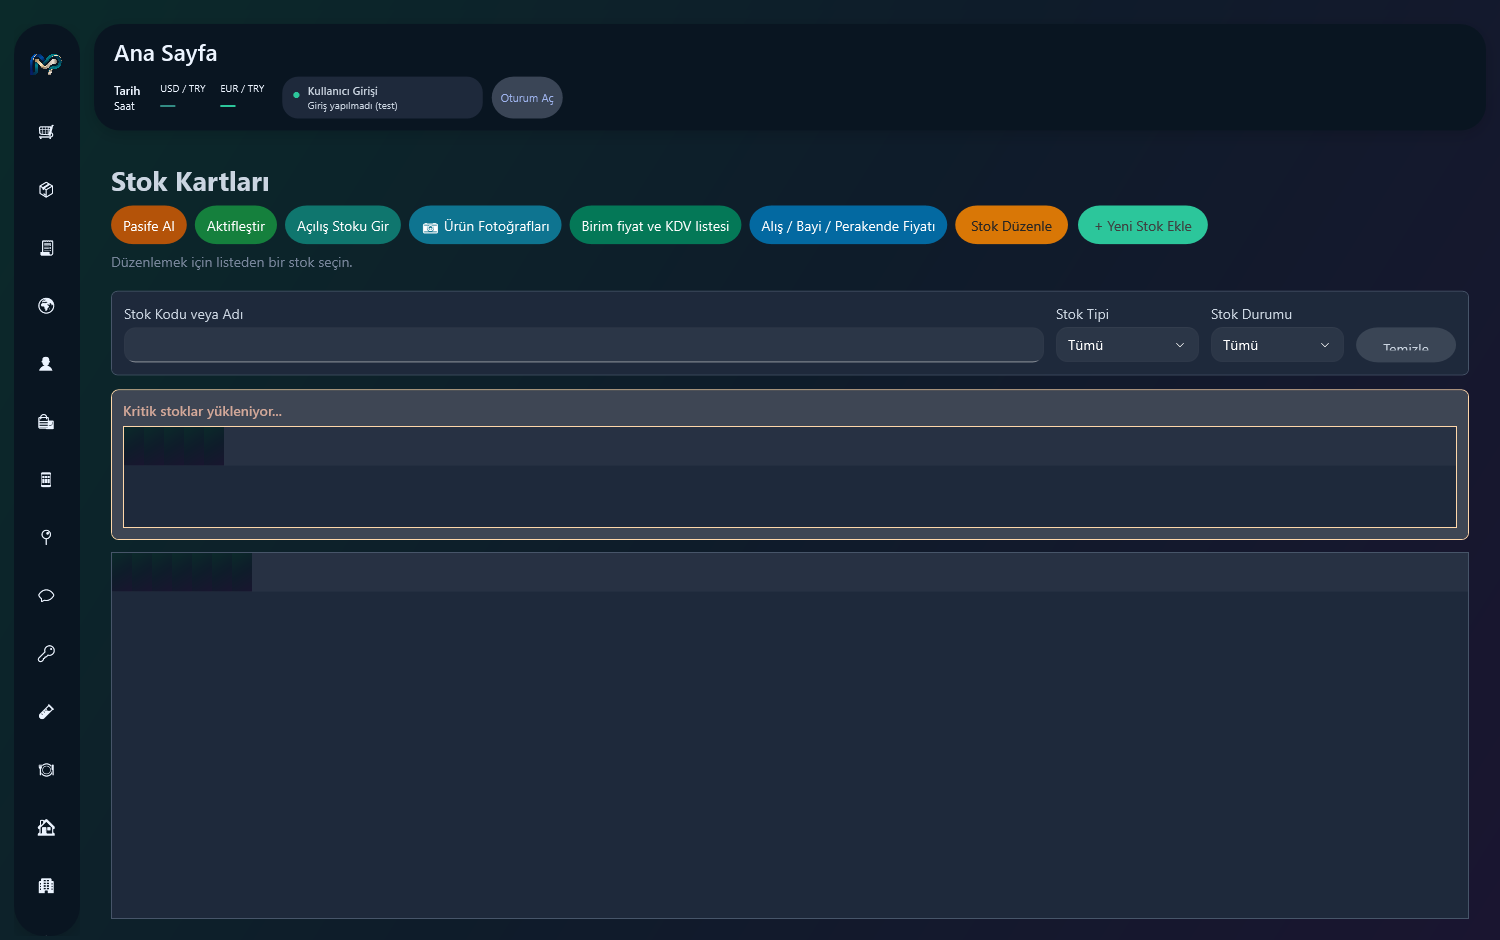 Ana Sayfa
Tarih
Saat
USD / TRY
—
EUR / TRY
—
Kullanıcı Girişi
Giriş yapılmadı (test)
Oturum Aç
Stok Kartları
Pasife Al
Aktifleştir
Açılış Stoku Gir
Ürün Fotoğrafları
Birim fiyat ve KDV listesi
Alış / Bayi / Perakende Fiyatı
Stok Düzenle
+ Yeni Stok Ekle
Düzenlemek için listeden bir stok seçin.
Stok Kodu veya Adı
Stok Tipi
Stok Durumu
Tümü
Tümü
Temizle
Kritik stoklar yükleniyor...